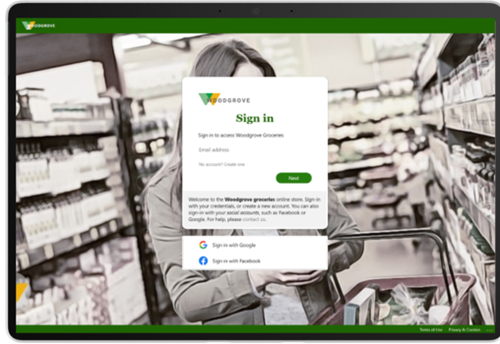 WOODGROVE
WOODGROVE
Sign in
Sign in to access Woodgrove Groceries
Email address
No account? Create one
Next
Welcome to the Woodgrove groceries online store. Sign in
with your credentials, or create a new account. You can also
sign-in with your social accounts, such as Facebook or
Google. For help, please contact us.
Sign in with Google
Sign in with Facebook
Terms of Use Privacy & Cookies ...